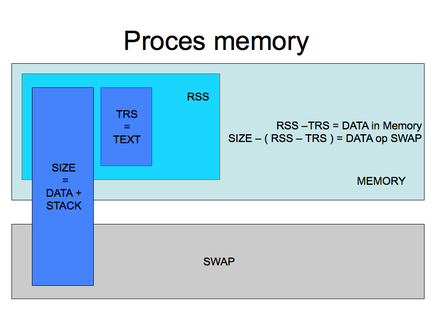 Proces memory
RSS
TRS
=
TEXT
RSS –TRS = DATA in Memory
SIZE – ( RSS – TRS ) = DATA op SWAP
SIZE
=
DATA +
STACK
MEMORY
SWAP